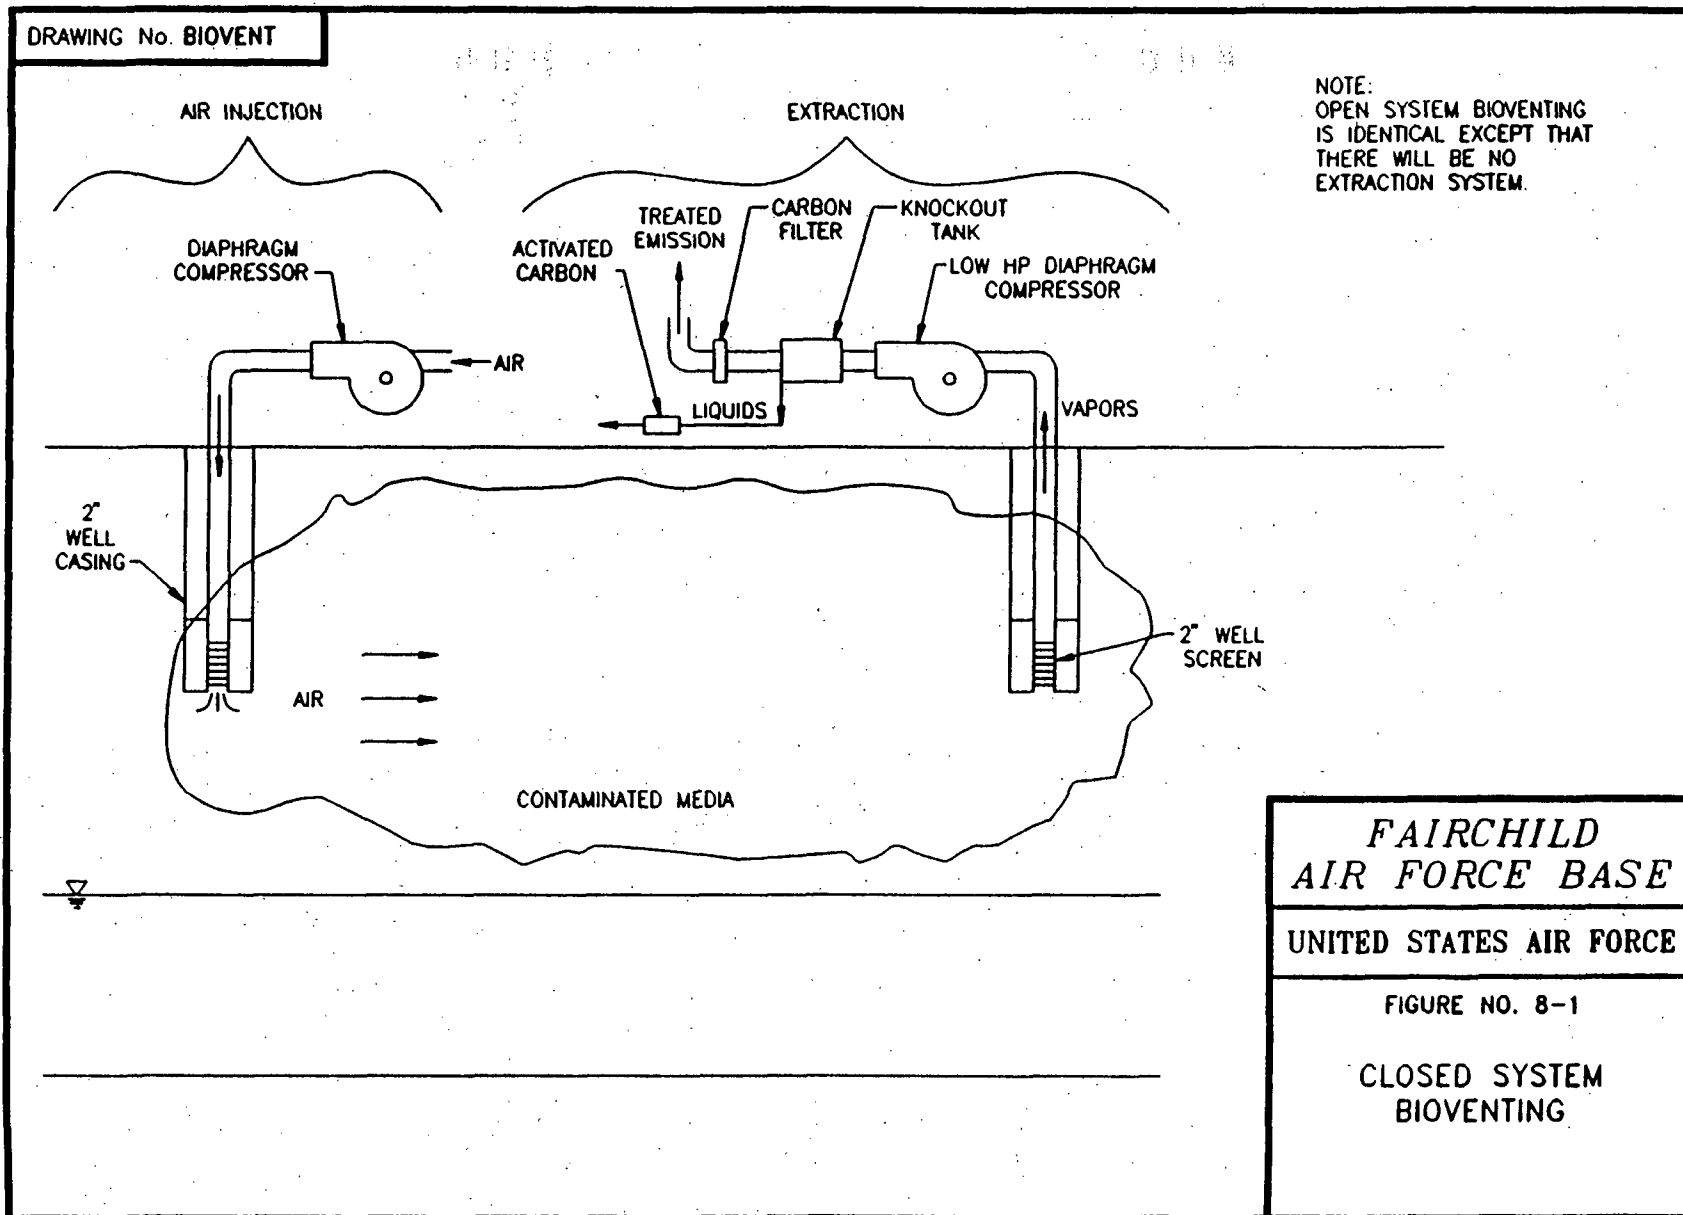 DRAWING No. BIOVENT
AIR INJECTION
EXTRACTION
NOTE:
OPEN SYSTEM BIOVENTING
IS IDENTICAL EXCEPT THAT
THERE WILL BE NO
EXTRACTION SYSTEM.
DIAPHRAGM
COMPRESSOR
AIR
ACTIVATED
CARBON
TREATED
EMISSION
CARBON
FILTER
KNOCKOUT
TANK
LOW HP DIAPHRAGM
COMPRESSOR
LIQUIDS
VAPORS
2"
WELL
CASING
2" WELL
SCREEN
AIR
CONTAMINATED MEDIA
FAIRCHILD
AIR FORCE BASE
UNITED STATES AIR FORCE
FIGURE NO. 8-1
CLOSED SYSTEM
BIOVENTING